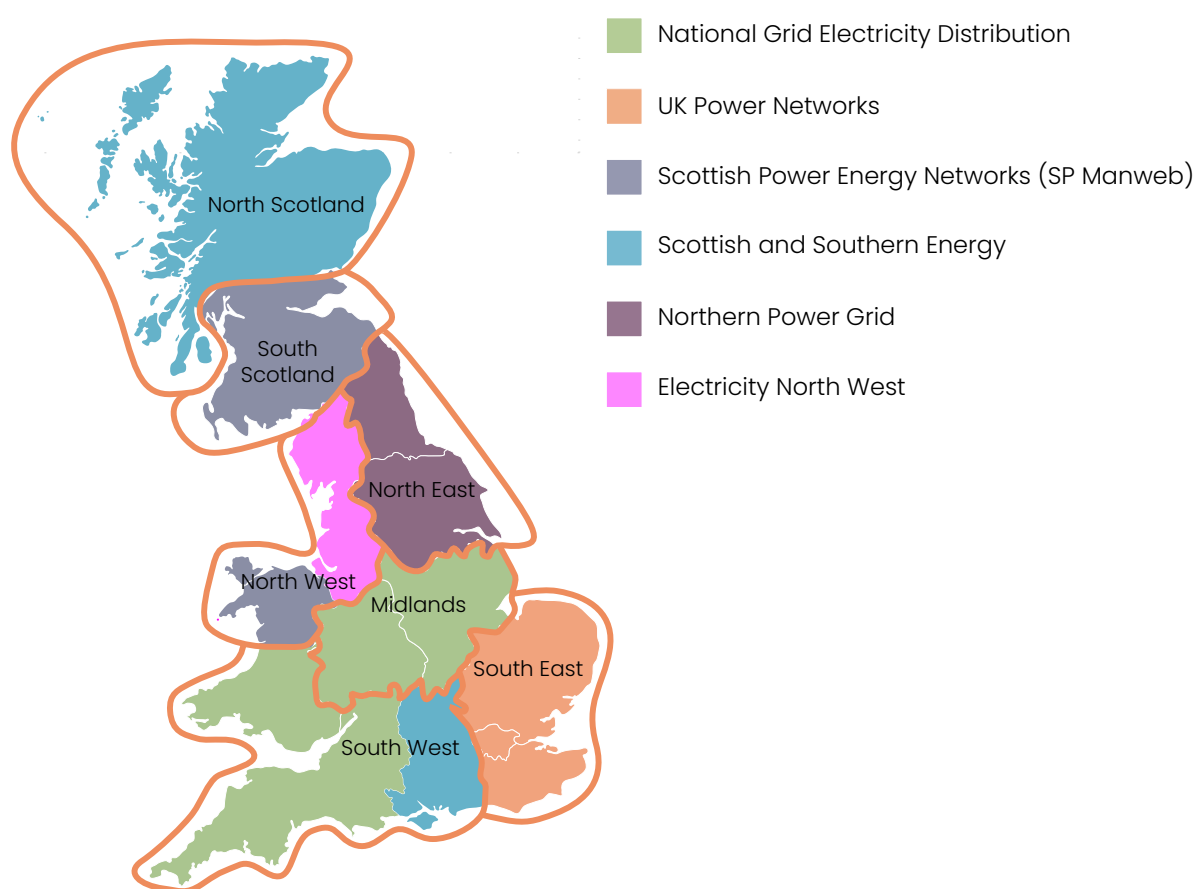 National Grid Electricity Distribution
UK Power Networks
Scottish Power Energy Networks (SP Manweb)
Scottish and Southern Energy
Northern Power Grid
Electricity North West
North Scotland
South
Scotland
North East
North West
Midlands
South East
South West